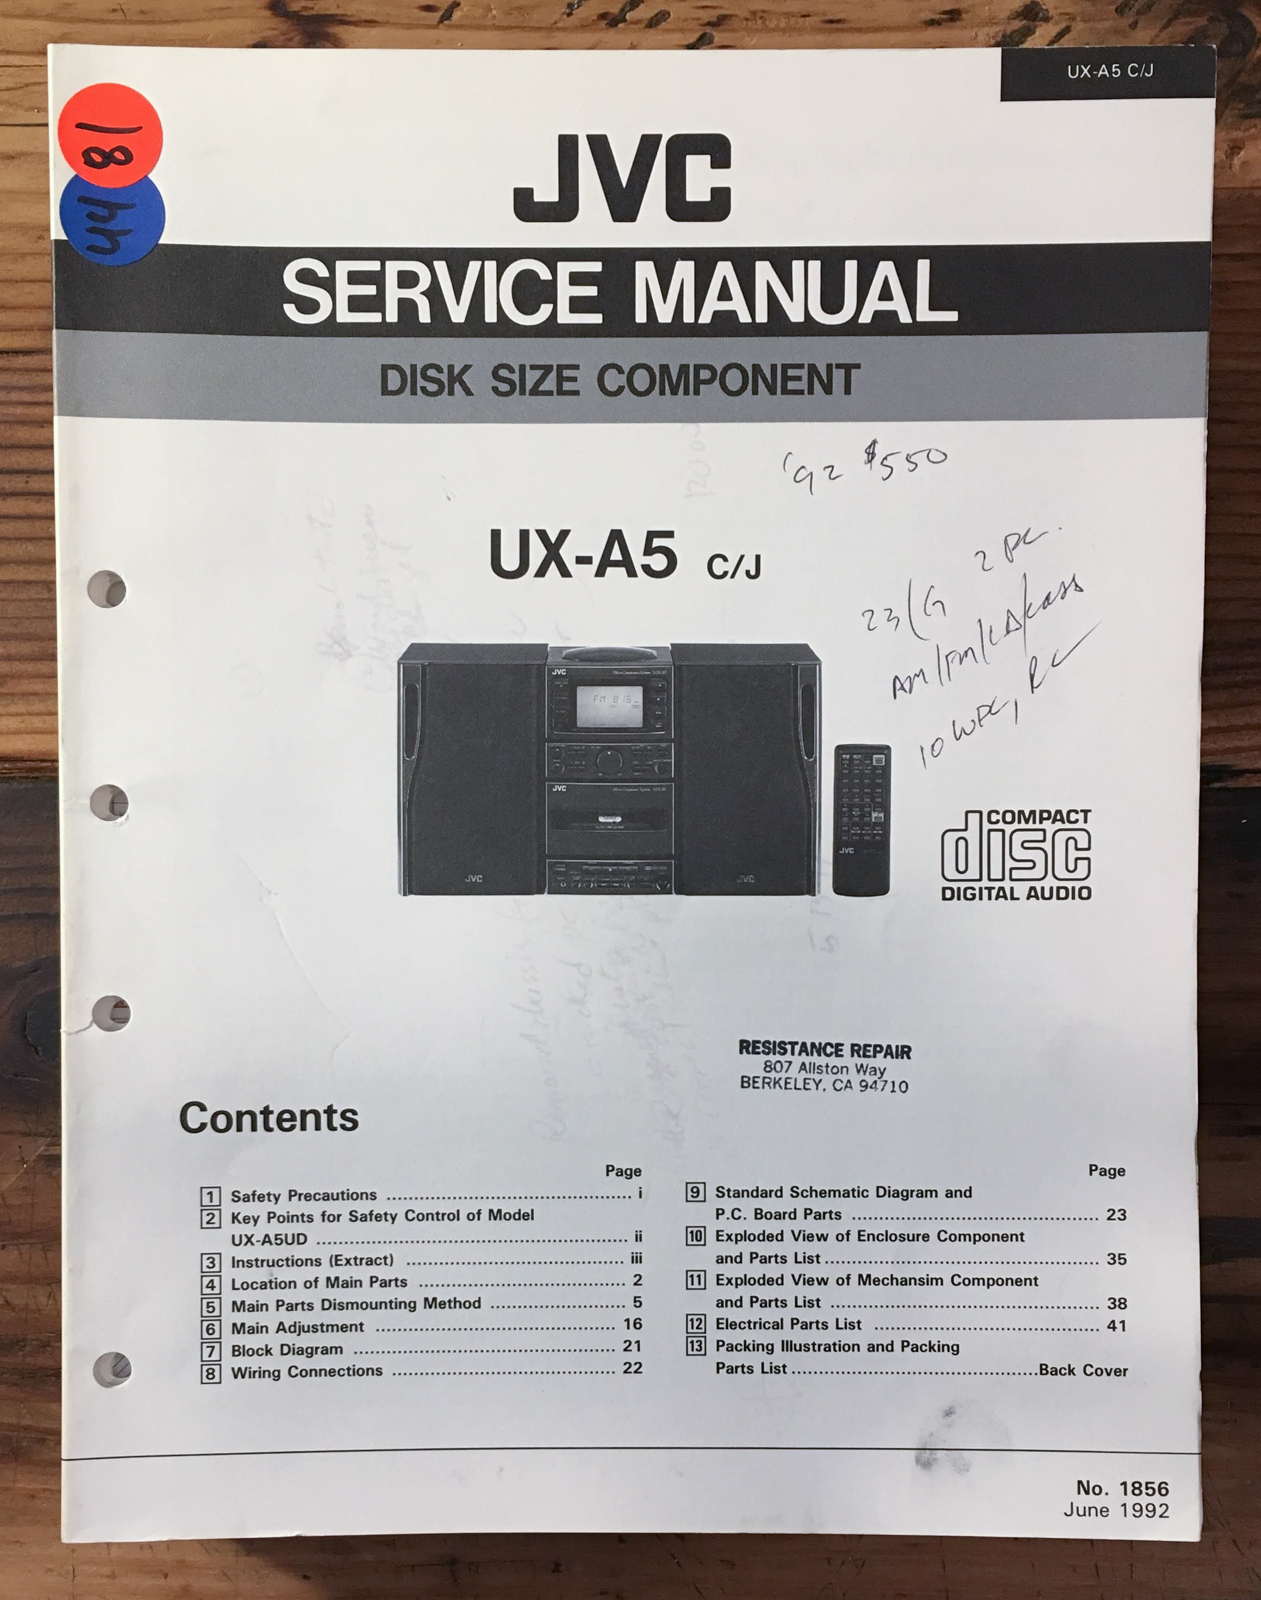 UX-A5 C/J
81
44
JVC
SERVICE MANUAL
DISK SIZE COMPONENT
'92 $550
UX-A5 C/J
23/G 2 PC.
AM/FM/CD/CASS
10 WPC, RC
JVC
FM
JVC
JVC
JVC
JVC
COMPACT
disc
DIGITAL AUDIO
RESISTANCE REPAIR
807 Allston Way
BERKELEY, CA 94710
Contents
Page
1 Safety Precautions ........ i
2 Key Points for Safety Control of Model
UX-A5UD ........ ii
3 Instructions (Extract) ........ iii
4 Location of Main Parts ........ 2
5 Main Parts Dismounting Method ........ 5
6 Main Adjustment ........ 16
7 Block Diagram ........ 21
8 Wiring Connections ........ 22
Page
9 Standard Schematic Diagram and
P.C. Board Parts ........ 23
10 Exploded View of Enclosure Component
and Parts List ........ 35
11 Exploded View of Mechansim Component
and Parts List ........ 38
12 Electrical Parts List ........ 41
13 Packing Illustration and Packing
Parts List ........ Back Cover
No. 1856
June 1992